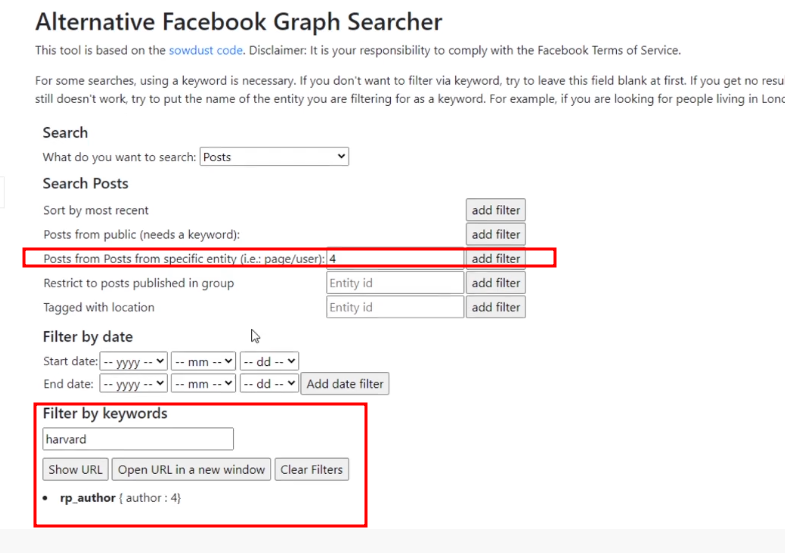 Alternative Facebook Graph Searcher
This tool is based on the sowdust code. Disclaimer: It is your responsibility to comply with the Facebook Terms of Service.
For some searches, using a keyword is necessary. If you don't want to filter via keyword, try to leave this field blank at first. If you get no resu
still doesn't work, try to put the name of the entity you are filtering for as a keyword. For example, if you are looking for people living in Lond
Search
What do you want to search: Posts
Search Posts
Sort by most recent add filter
Posts from public (needs a keyword): add filter
Posts from Posts from specific entity (i.e.: page/user): 4 add filter
Restrict to posts published in group Entity id add filter
Tagged with location Entity id add filter
Filter by date
Start date: -- yyyy -- -- mm -- -- dd --
End date: -- yyyy -- -- mm -- -- dd -- Add date filter
Filter by keywords
harvard
Show URL Open URL in a new window Clear Filters
• rp_author { author : 4}